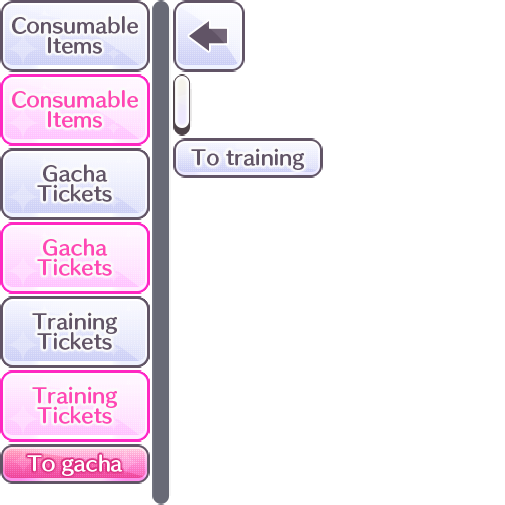 Consumable
Items
Consumable
Items
Gacha
Tickets
Gacha
Tickets
Training
Tickets
Training
Tickets
To gacha
To training